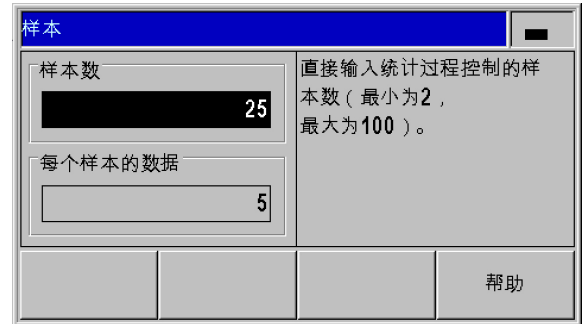 样本
样本数
25
每个样本的数据
5
直接输入统计过程控制的样
本数（最小为2，
最大为100）。
帮助